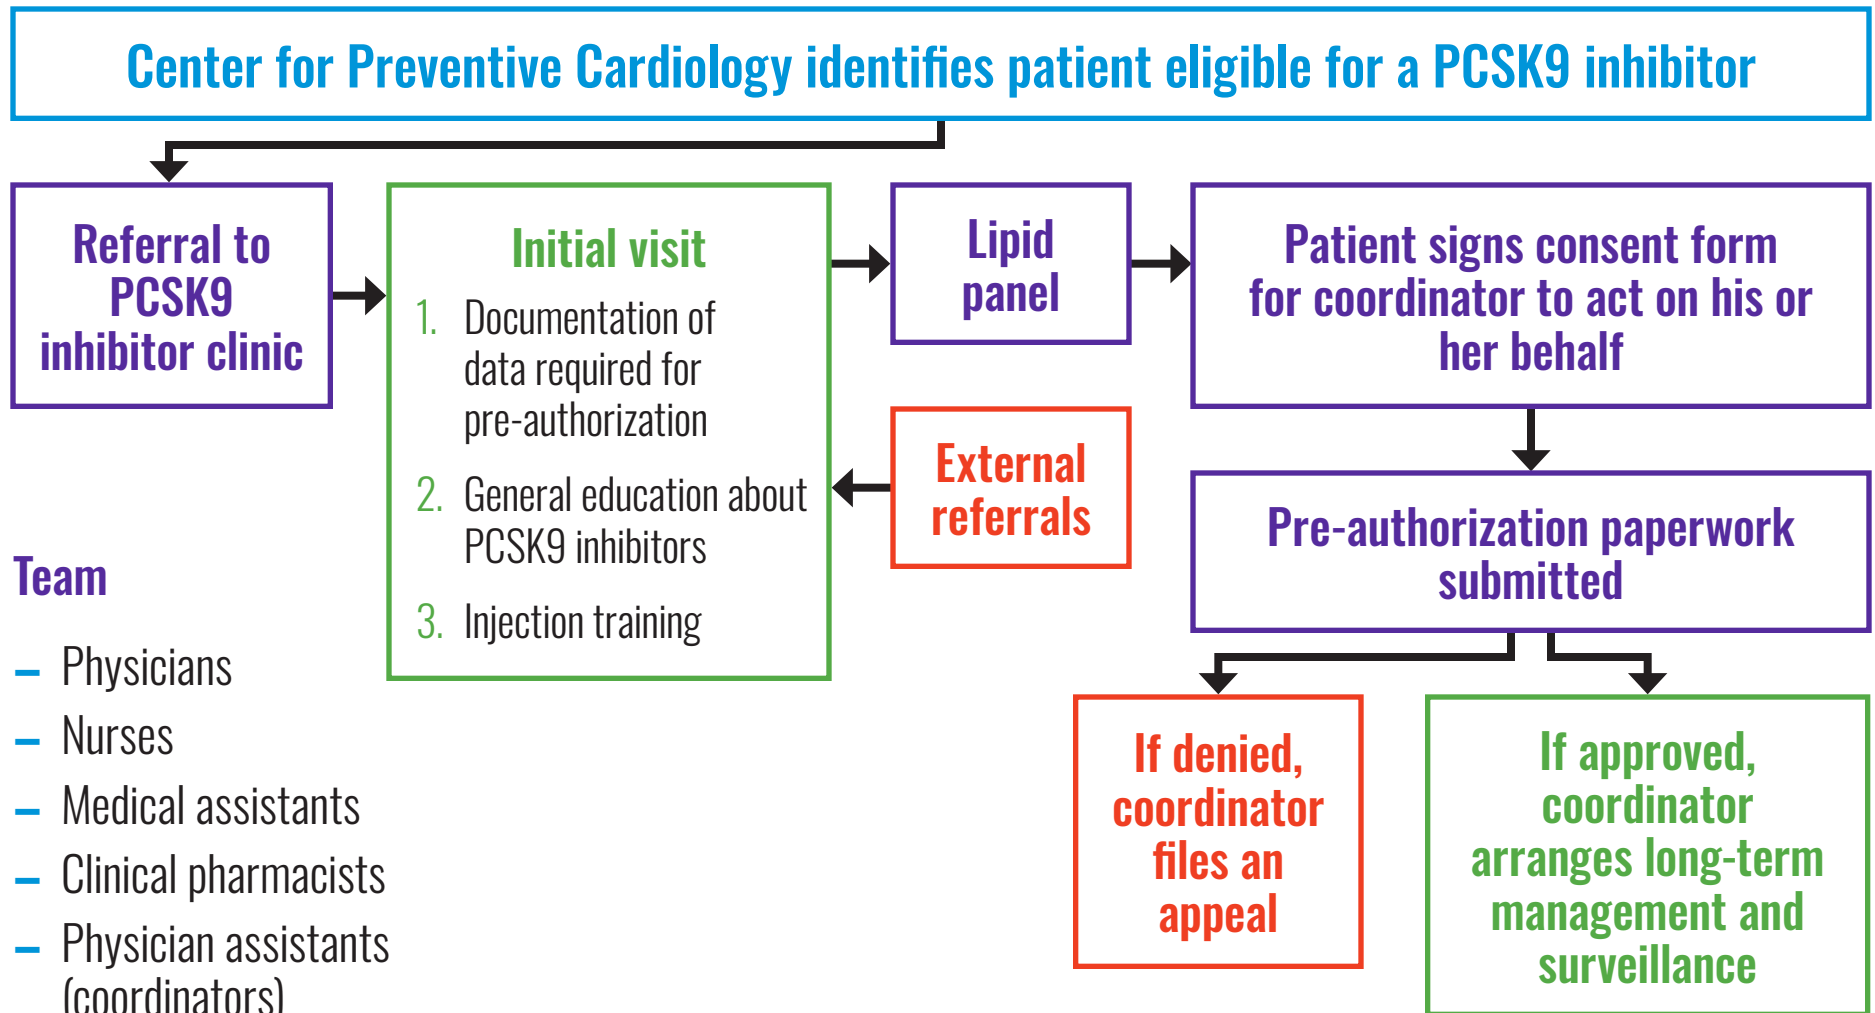 Center for Preventive Cardiology identifies patient eligible for a PCSK9 inhibitor
Referral to
PCSK9
inhibitor clinic
Initial visit
1. Documentation of
data required for
pre-authorization
2. General education about
PCSK9 inhibitors
3. Injection training
Lipid
panel
External
referrals
Patient signs consent form
for coordinator to act on his or
her behalf
Pre-authorization paperwork
submitted
If denied,
coordinator
files an
appeal
If approved,
coordinator
arranges long-term
management and
surveillance
Team
– Physicians
– Nurses
– Medical assistants
– Clinical pharmacists
– Physician assistants
(coordinators)